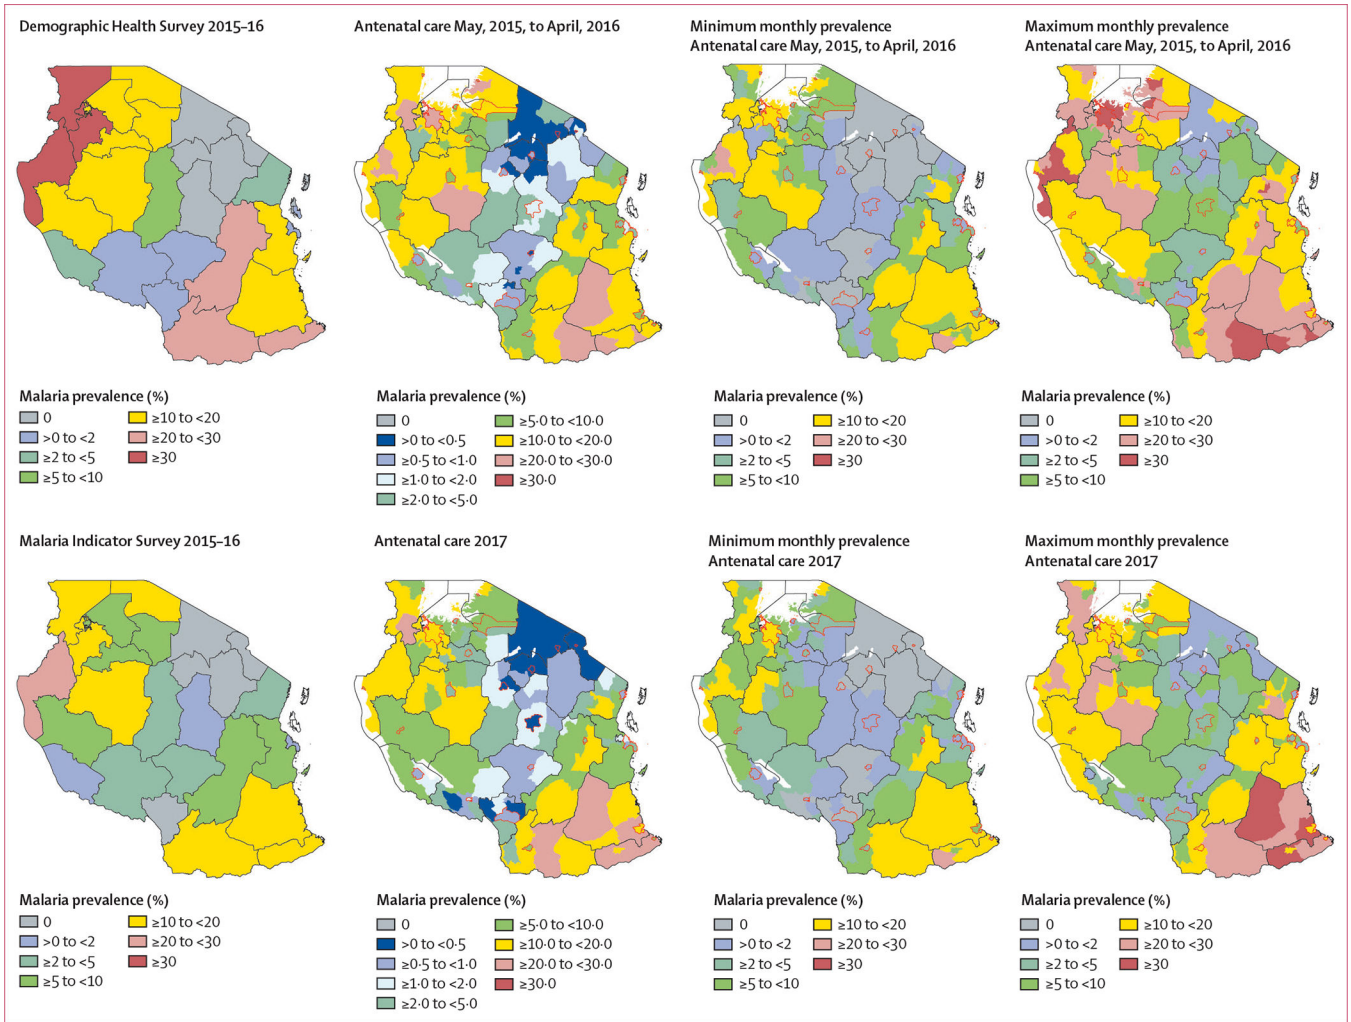 Demographic Health Survey 2015–16
Antenatal care May, 2015, to April, 2016
Minimum monthly prevalence
Antenatal care May, 2015, to April, 2016
Maximum monthly prevalence
Antenatal care May, 2015, to April, 2016
Malaria prevalence (%)
0
>0 to <2
≥2 to <5
≥5 to <10
≥10 to <20
≥20 to <30
≥30
Malaria prevalence (%)
0
>0 to <0·5
≥0·5 to <1·0
≥1·0 to <2·0
≥2·0 to <5·0
≥5·0 to <10·0
≥10·0 to <20·0
≥20·0 to <30·0
≥30·0
Malaria prevalence (%)
0
>0 to <2
≥2 to <5
≥5 to <10
≥10 to <20
≥20 to <30
≥30
Malaria prevalence (%)
0
>0 to <2
≥2 to <5
≥5 to <10
≥10 to <20
≥20 to <30
≥30
Malaria Indicator Survey 2015–16
Antenatal care 2017
Minimum monthly prevalence
Antenatal care 2017
Maximum monthly prevalence
Antenatal care 2017
Malaria prevalence (%)
0
>0 to <2
≥2 to <5
≥5 to <10
≥10 to <20
≥20 to <30
≥30
Malaria prevalence (%)
0
>0 to <0·5
≥0·5 to <1·0
≥1·0 to <2·0
≥2·0 to <5·0
≥5·0 to <10·0
≥10·0 to <20·0
≥20·0 to <30·0
≥30·0
Malaria prevalence (%)
0
>0 to <2
≥2 to <5
≥5 to <10
≥10 to <20
≥20 to <30
≥30
Malaria prevalence (%)
0
>0 to <2
≥2 to <5
≥5 to <10
≥10 to <20
≥20 to <30
≥30